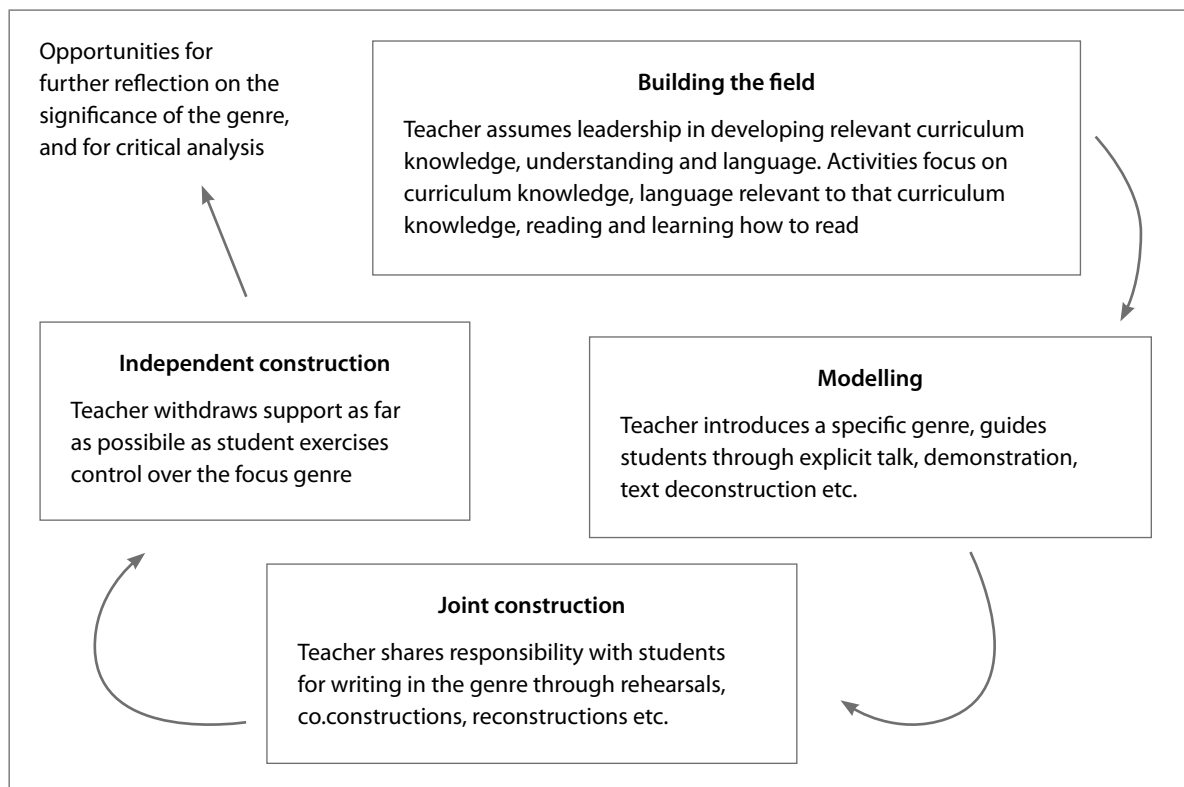 Opportunities for
further reflection on the
significance of the genre,
and for critical analysis
Building the field
Teacher assumes leadership in developing relevant curriculum
knowledge, understanding and language. Activities focus on
curriculum knowledge, language relevant to that curriculum
knowledge, reading and learning how to read
Modelling
Teacher introduces a specific genre, guides
students through explicit talk, demonstration,
text deconstruction etc.
Joint construction
Teacher shares responsibility with students
for writing in the genre through rehearsals,
co.constructions, reconstructions etc.
Independent construction
Teacher withdraws support as far
as possibile as student exercises
control over the focus genre